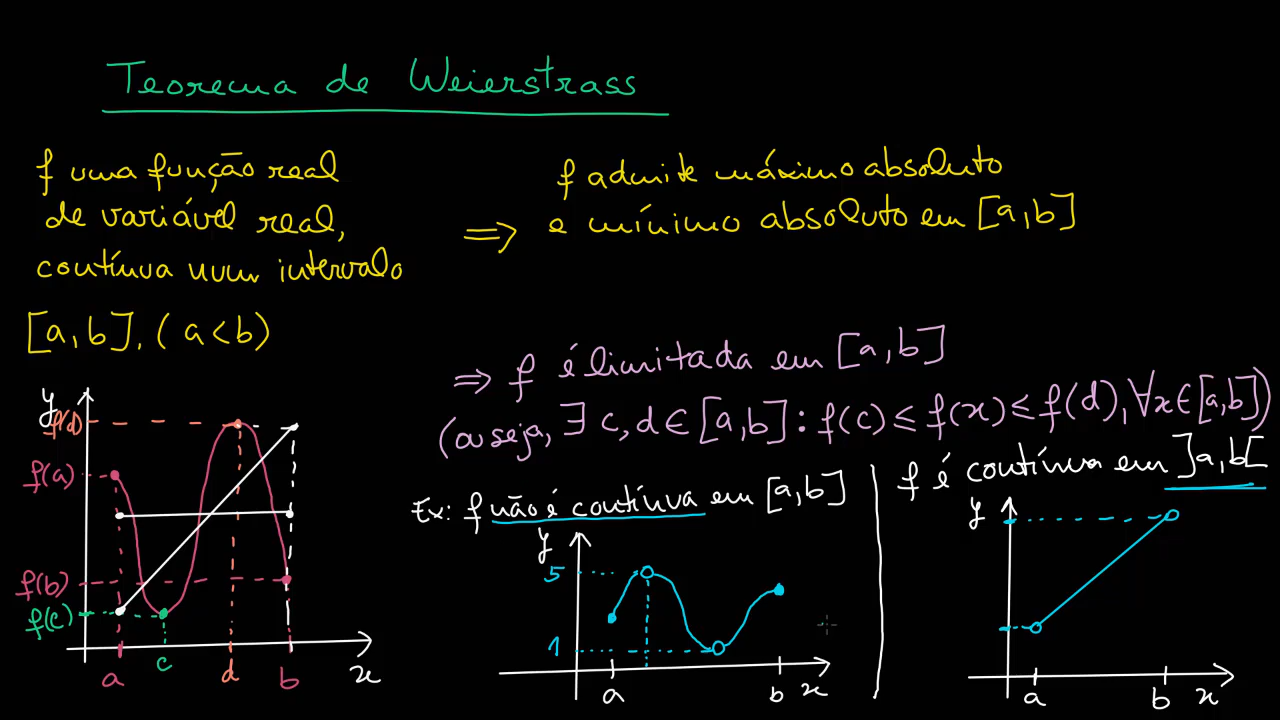 Teorema de Weierstrass
f uma função real
de variável real,
contínua num intervalo
[a,b], (a<b)
⇒
f admite máximo absoluto
e mínimo absoluto em [a,b]
⇒ f é limitada em [a,b]
(ou seja, ∃ c,d ∈ [a,b]: f(c) ≤ f(x) ≤ f(d), ∀x∈[a,b])
y
f(d)
f(a)
f(b)
f(c)
a
c
d
b
x
Ex: f não é contínua em [a,b]
y
5
1
a
b
x
f é contínua em ]a,b[
y
a
b
x